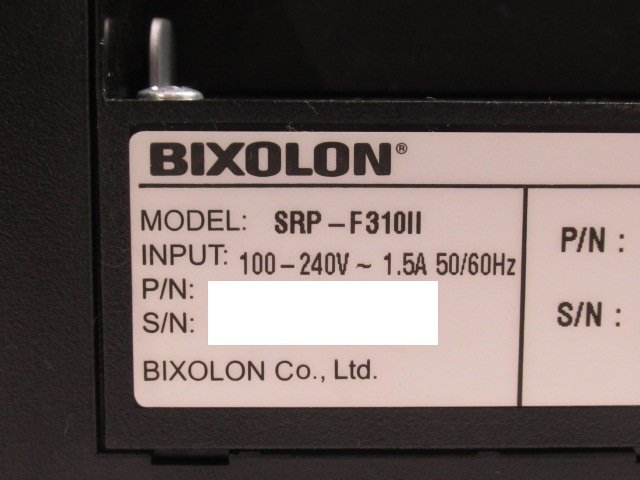 BIXOLON®
MODEL: SRP-F310II
INPUT: 100-240V~ 1.5A 50/60Hz
P/N:
S/N:
BIXOLON Co., Ltd.
P/N :
S/N :